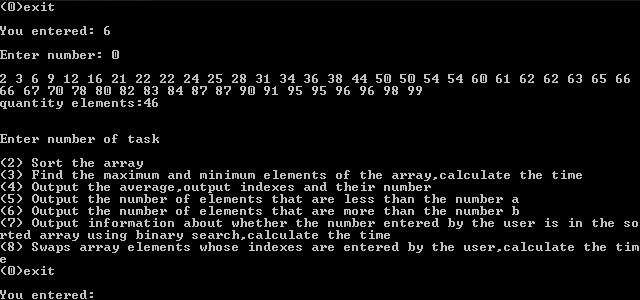 (0)exit
You entered: 6
Enter number: 0
2 3 6 9 12 16 21 22 22 24 25 28 31 34 36 38 44 50 50 54 54 60 61 62 62 63 65 66
66 67 70 78 80 82 83 84 87 87 90 91 95 95 96 96 98 99
quantity elements:46
Enter number of task
(2) Sort the array
(3) Find the maximum and minimum elements of the array,calculate the time
(4) Output the average,output indexes and their number
(5) Output the number of elements that are less than the number a
(6) Output the number of elements that are more than the number b
(7) Output information about whether the number entered by the user is in the so
rted array using binary search,calculate the time
(8) Swaps array elements whose indexes are entered by the user,calculate the tim
e
(0)exit
You entered: